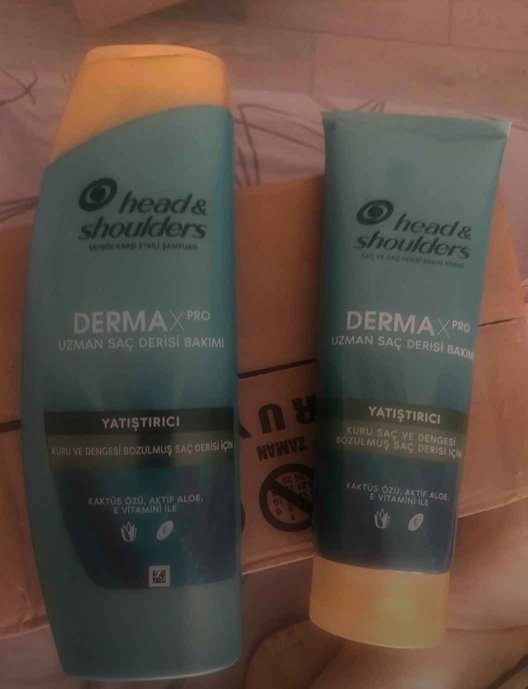 head &
shoulders
KEPEĞE KARŞI ETKİLİ ŞAMPUAN
DERMA X PRO
UZMAN SAÇ DERİSİ BAKIMI
YATIŞTIRICI
KURU VE DENGESİ BOZULMUŞ SAÇ DERİSİ İÇİN
KAKTÜS ÖZÜ, AKTİF ALOE,
E VİTAMİNİ İLE
E
head &
shoulders
SAÇ VE SAÇ DERİSİ BAKIM KREMİ
DERMA X PRO
UZMAN SAÇ DERİSİ BAKIMI
YATIŞTIRICI
KURU SAÇ VE DENGESİ
BOZULMUŞ SAÇ DERİSİ İÇİN
KAKTÜS ÖZÜ, AKTİF ALOE,
E VİTAMİNİ İLE
E
ZAMAN